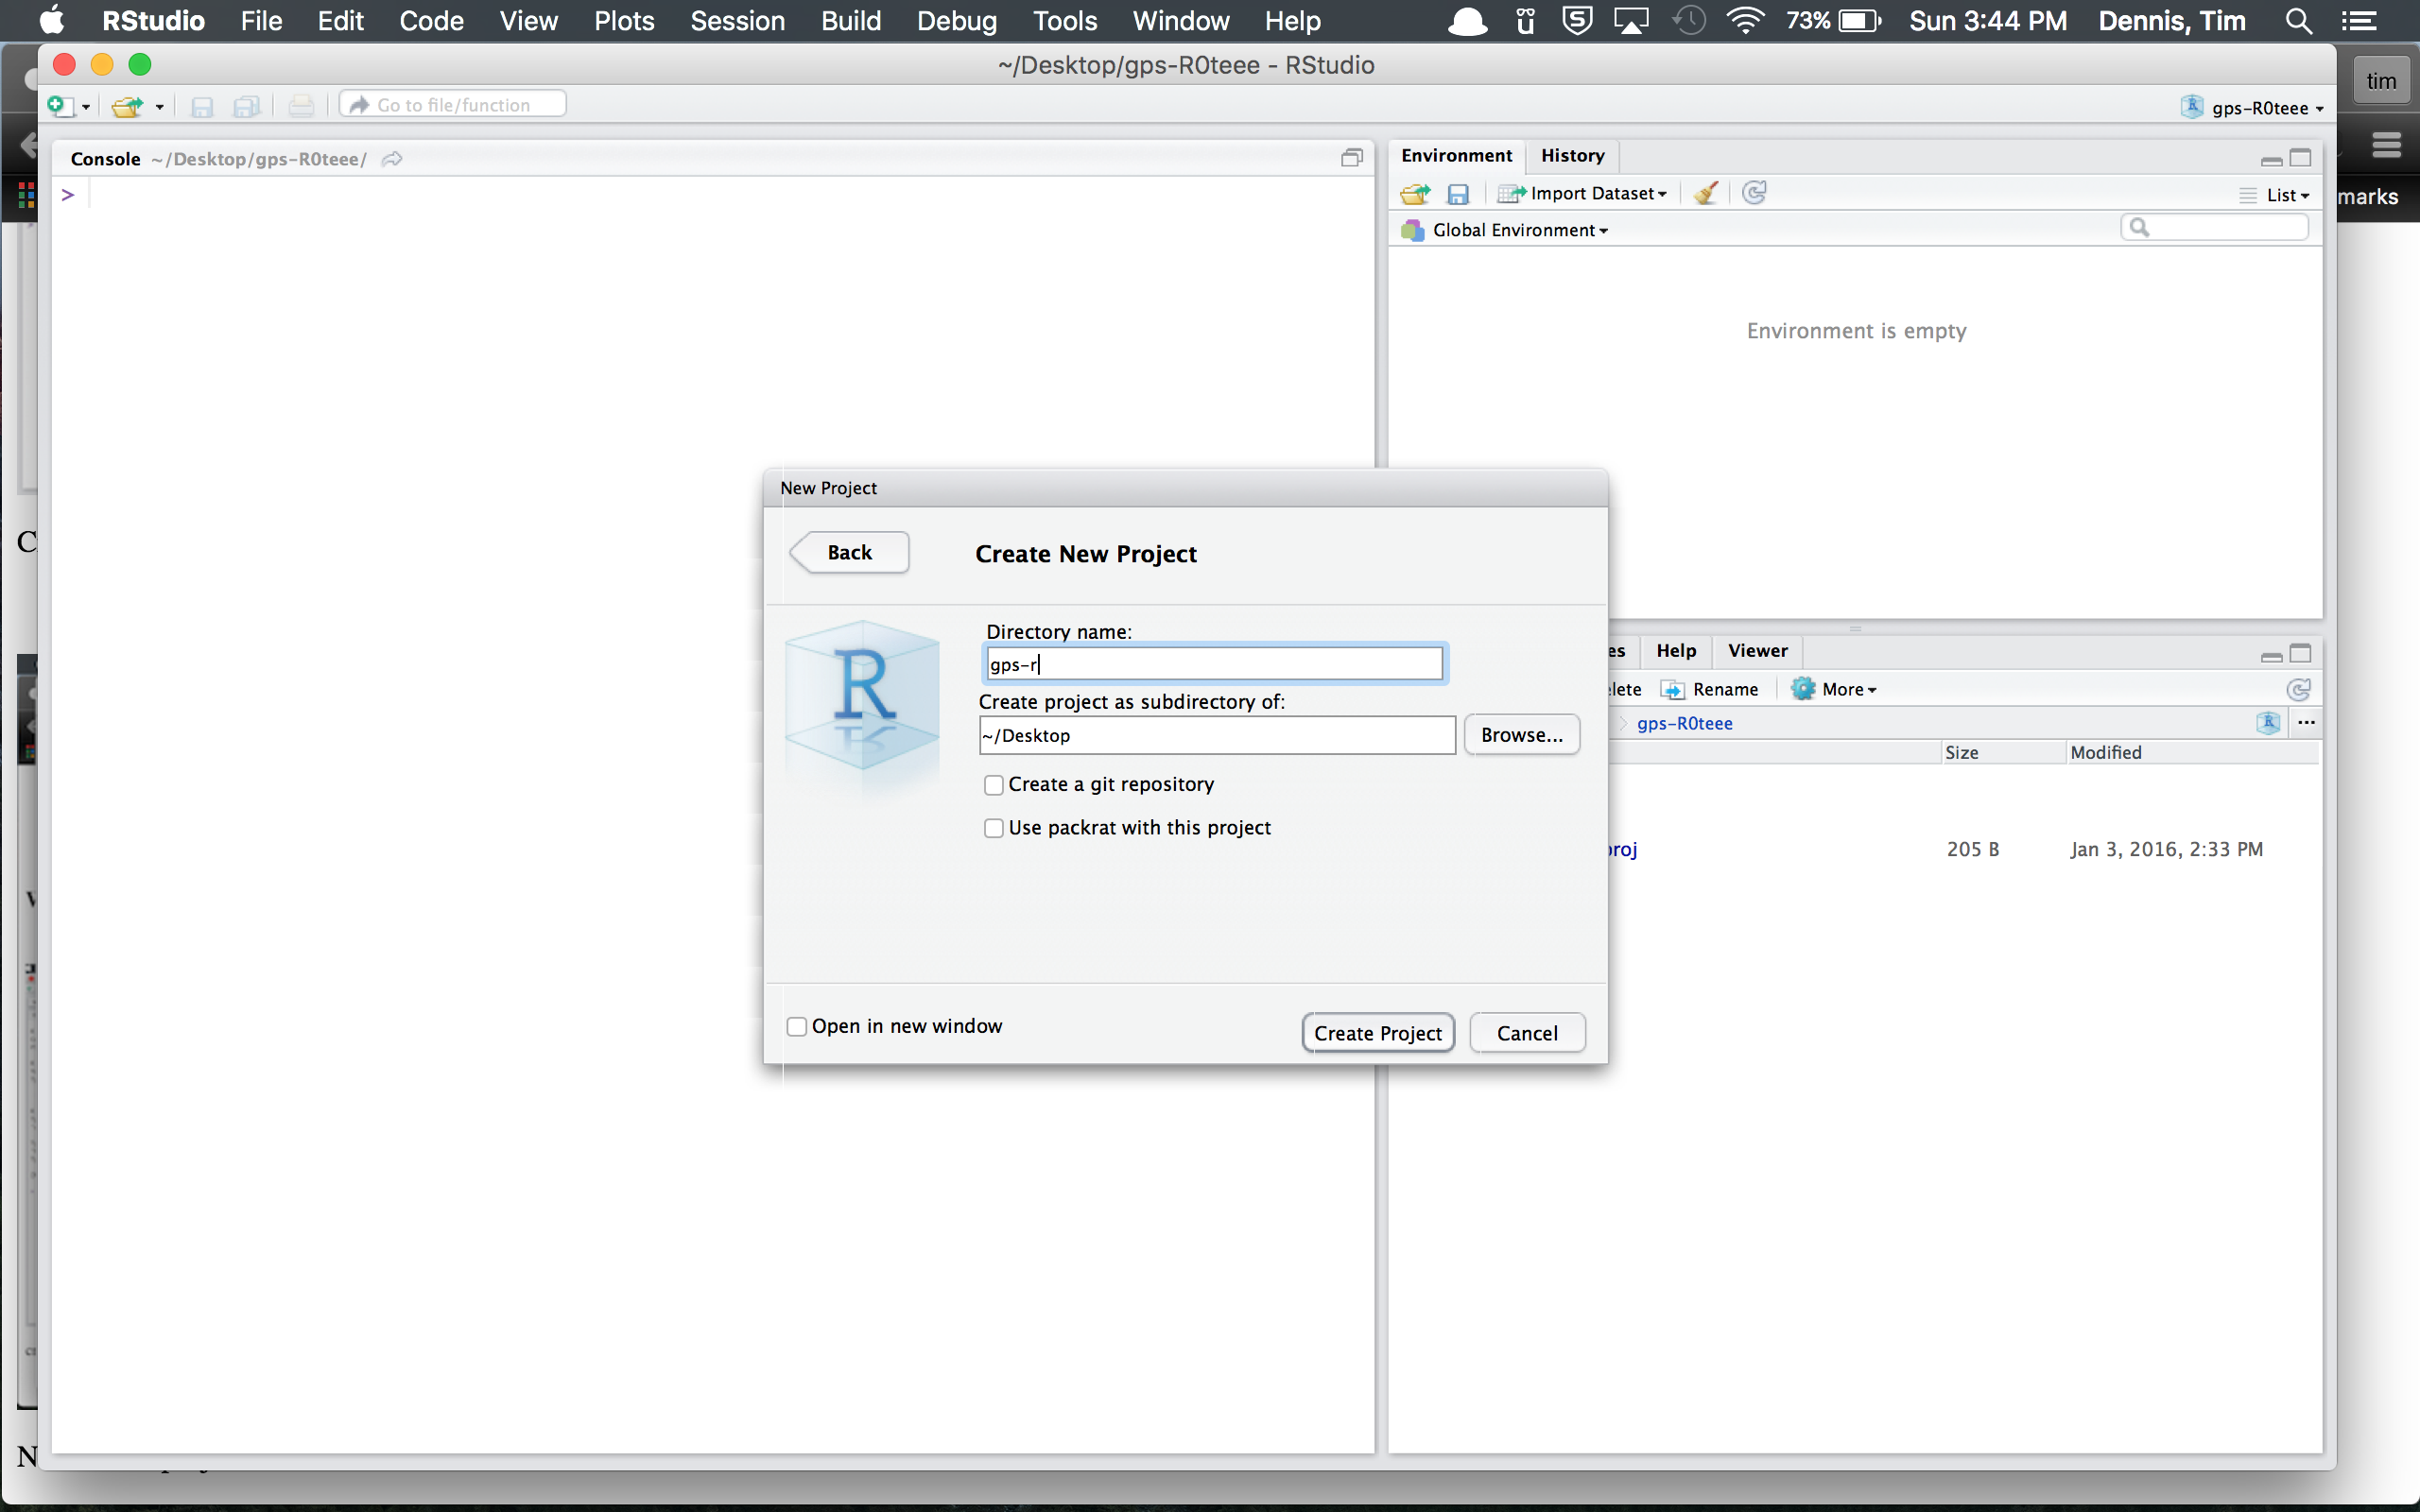 RStudio File Edit Code View Plots Session Build Debug Tools Window Help 73% Sun 3:44 PM Dennis, Tim
~/Desktop/gps-R0teee - RStudio
tim
Go to file/function
gps-R0teee
Console ~/Desktop/gps-R0teee/
Environment History
>
Import Dataset
List
marks
Global Environment
Environment is empty
New Project
Back
Create New Project
Directory name:
gps-r
Create project as subdirectory of:
~/Desktop
Browse...
Create a git repository
Use packrat with this project
Open in new window
Create Project
Cancel
es Help Viewer
lete Rename More
gps-R0teee
Size Modified
proj 205 B Jan 3, 2016, 2:33 PM
C
N